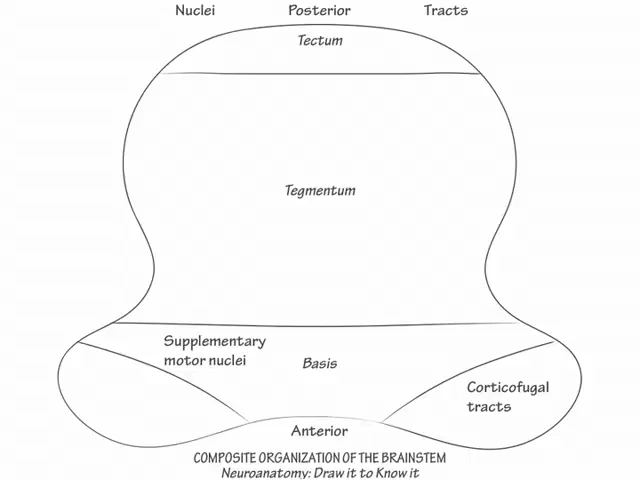 Nuclei Posterior Tracts
Tectum
Tegmentum
Supplementary
motor nuclei
Basis
Corticofugal
tracts
Anterior
COMPOSITE ORGANIZATION OF THE BRAINSTEM
Neuroanatomy: Draw it to Know it